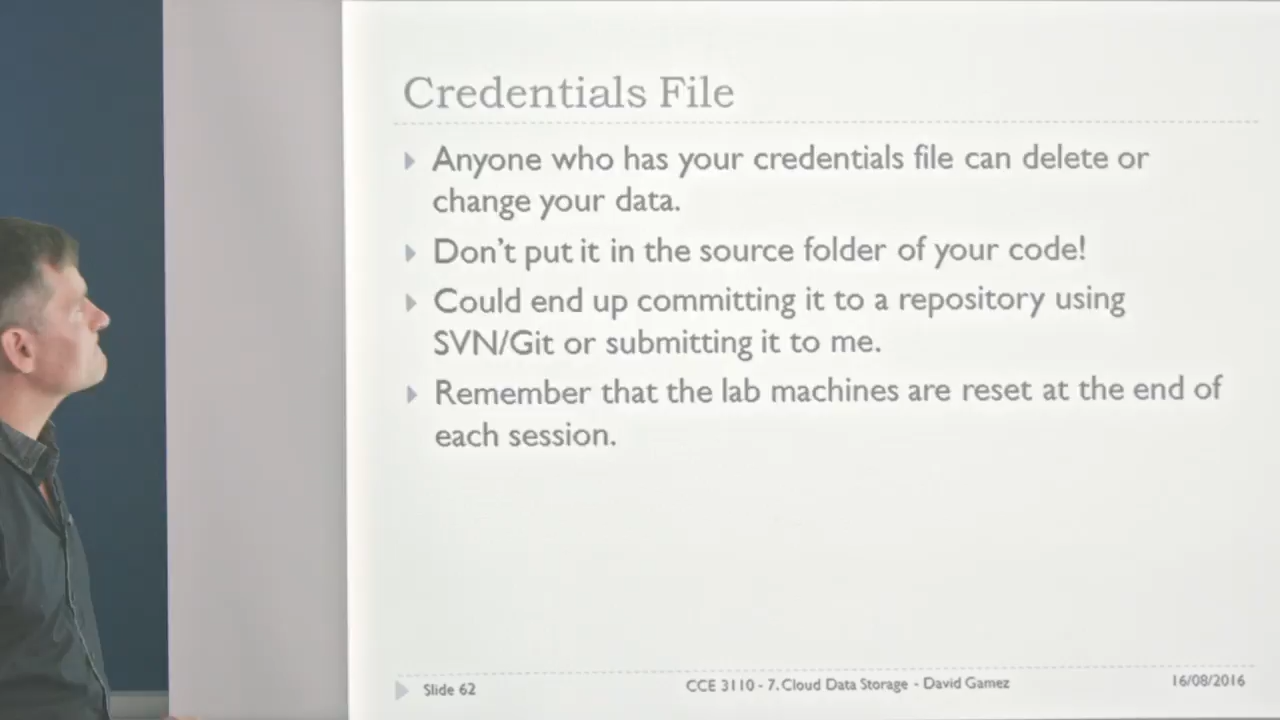 Credentials File
Anyone who has your credentials file can delete or
change your data.
Don't put it in the source folder of your code!
Could end up committing it to a repository using
SVN/Git or submitting it to me.
Remember that the lab machines are reset at the end of
each session.
Slide 62
CCE 3110 - 7. Cloud Data Storage - David Gamez
16/08/2016